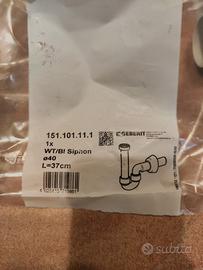 151.101.11.1
GEBERIT
1x
WT/BI Siphon
ø40
L=37cm
subito